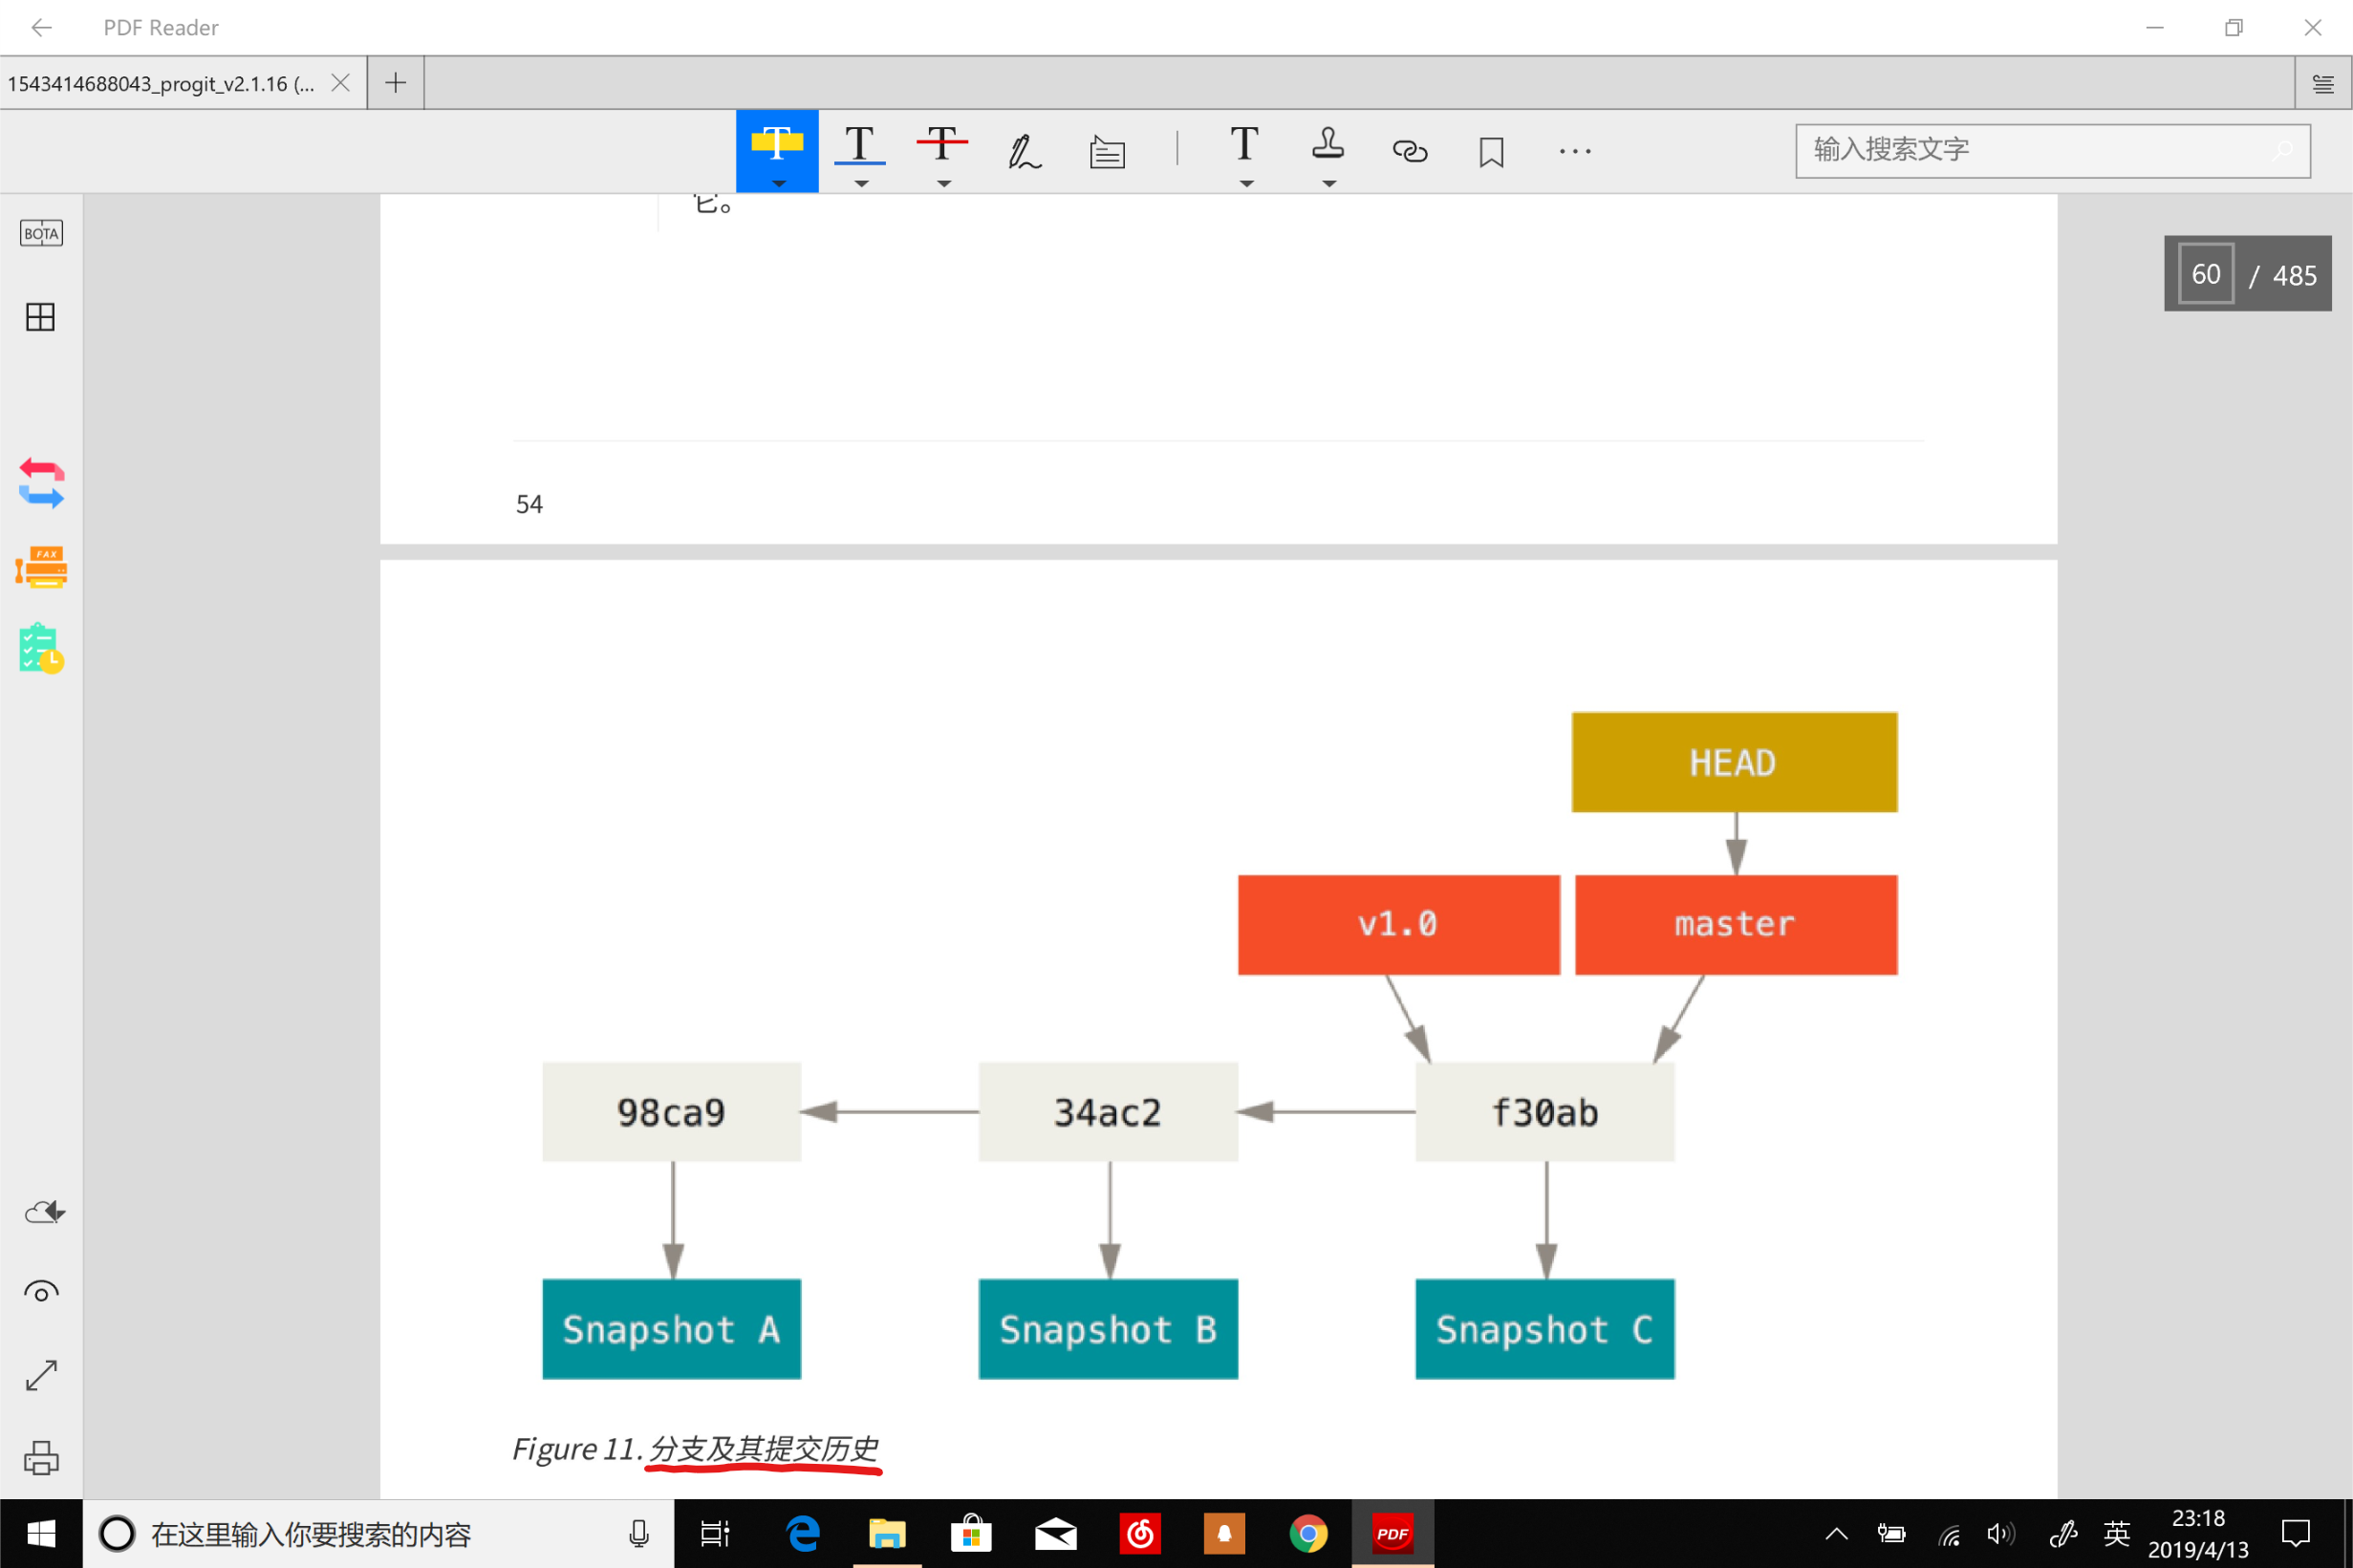 PDF Reader
1543414688043_progit_v2.1.16 (...
T T T T
输入搜索文字
BOTA
它。
60 / 485
FAX
54
HEAD
v1.0 master
98ca9 34ac2 f30ab
Snapshot A Snapshot B Snapshot C
Figure 11. 分支及其提交历史
在这里输入你要搜索的内容
PDF
英
23:18
2019/4/13